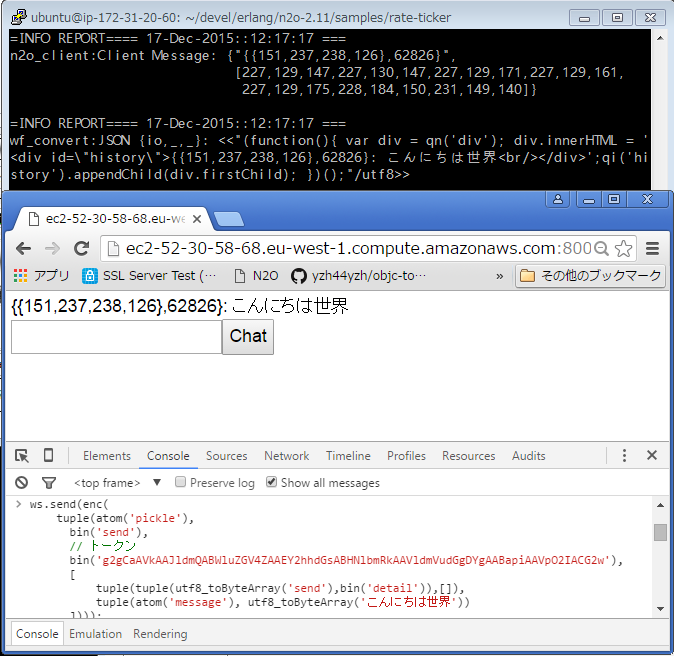 ubuntu@ip-172-31-20-60: ~/devel/erlang/n2o-2.11/samples/rate-ticker
=INFO REPORT==== 17-Dec-2015::12:17:17 ===
n2o_client:Client Message: {"{{151,237,238,126},62826}",
[227,129,147,227,130,147,227,129,171,227,129,161,
227,129,175,228,184,150,231,149,140]}
=INFO REPORT==== 17-Dec-2015::12:17:17 ===
wf_convert:JSON {io,_,_}: <<"(function(){ var div = qn('div'); div.innerHTML = '
<div id=\"history\">{{151,237,238,126},62826}: こんにちは世界<br/></div>';qi('hi
story').appendChild(div.firstChild); })();"/utf8>>
ec2-52-30-58-68.eu-we
ec2-52-30-58-68.eu-west-1.compute.amazonaws.com:800
アプリ SSL Server Test (… N2O yzh44yzh/objc-to… » その他のブックマーク
{{151,237,238,126},62826}: こんにちは世界
Chat
Elements Console Sources Network Timeline Profiles Resources Audits
<top frame> ▼ Preserve log Show all messages
> ws.send(enc(
tuple(atom('pickle'),
bin('send'),
// トークン
bin('g2gCaAVkAAJldmQABWluZGV4ZAAEY2hhdGsABHNlbmRkAAVldmVudGgDYgAABapiAAVpO2IACG2w'),
[
tuple(tuple(utf8_toByteArray('send'),bin('detail')),[]),
tuple(atom('message'), utf8_toByteArray('こんにちは世界'))
])));
Console Emulation Rendering